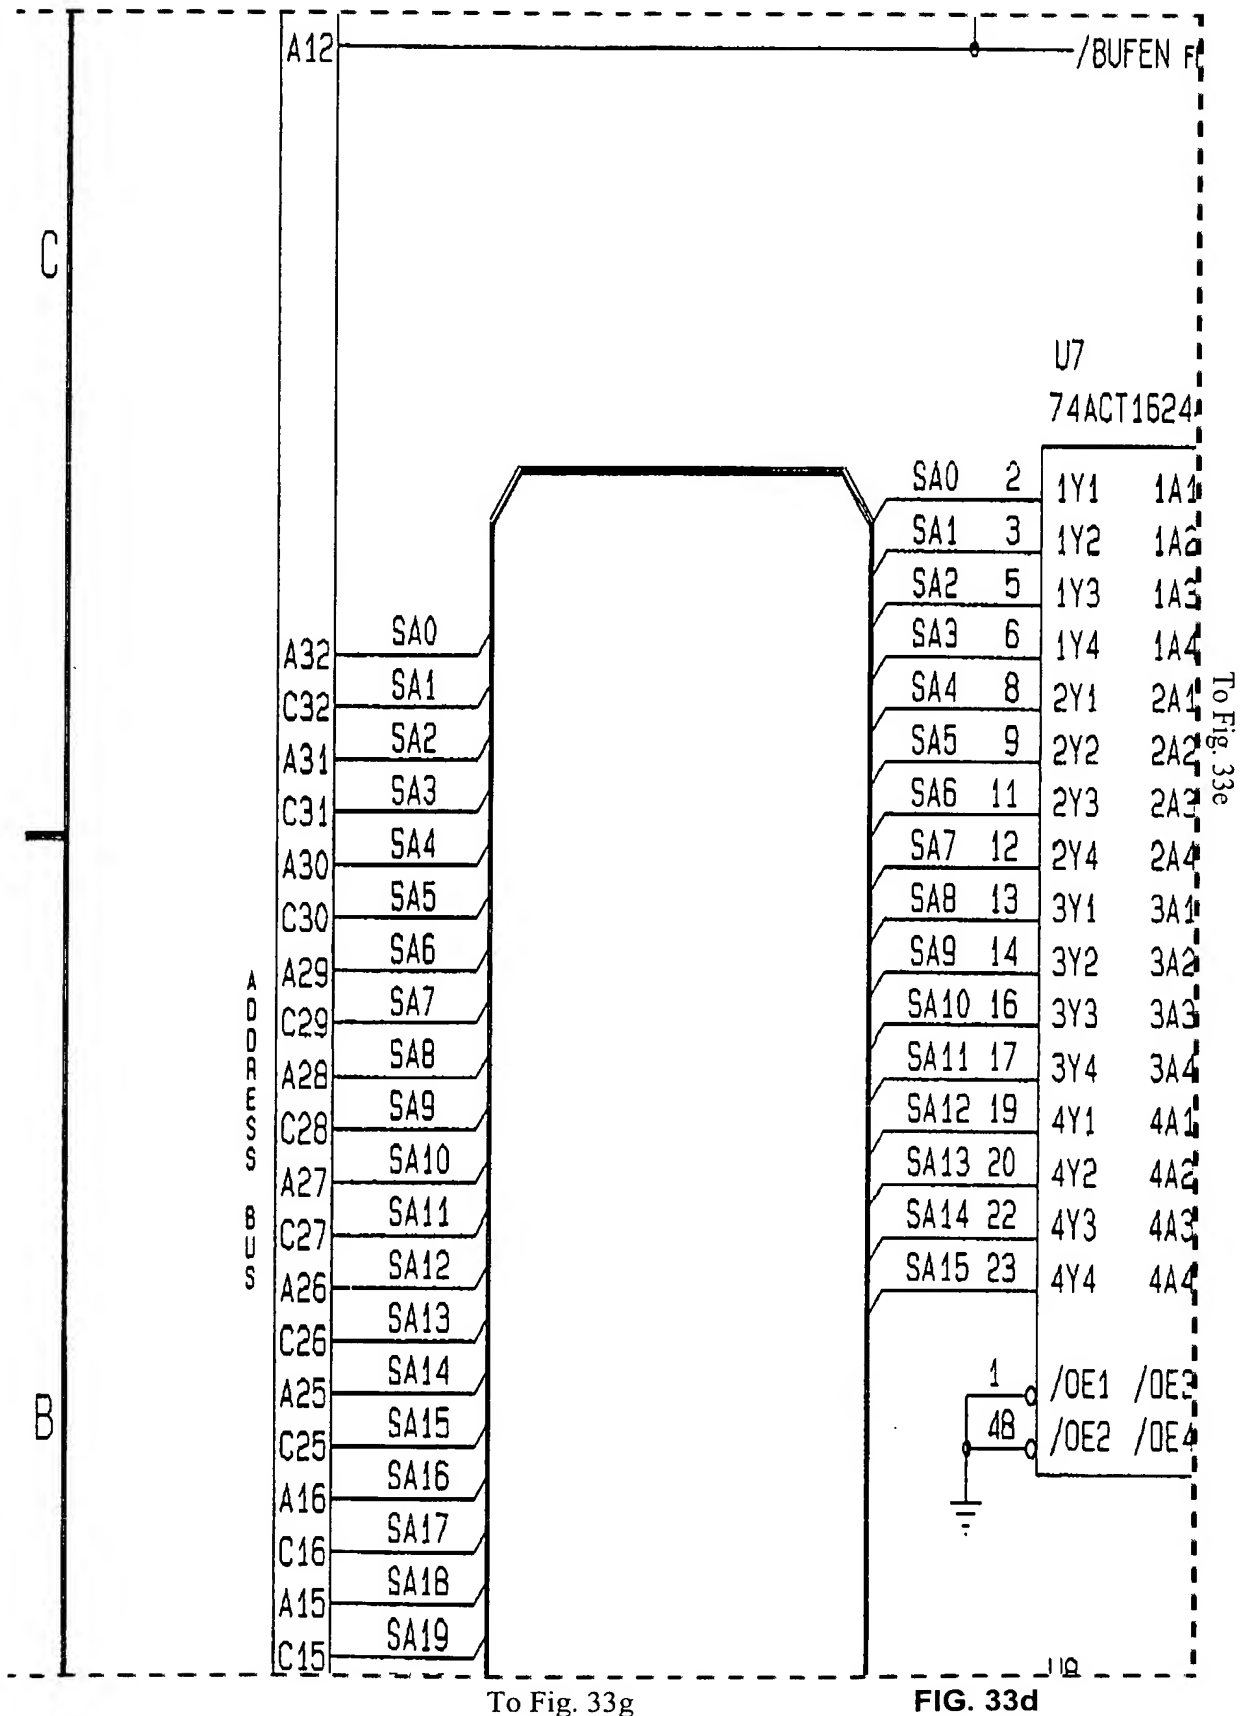 A12
/BUFEN
C
U7
74ACT1624
SA0 2 1Y1 1A1
SA1 3 1Y2 1A2
SA2 5 1Y3 1A3
SA3 6 1Y4 1A4
SA4 8 2Y1 2A1
SA5 9 2Y2 2A2
SA6 11 2Y3 2A3
SA7 12 2Y4 2A4
SA8 13 3Y1 3A1
SA9 14 3Y2 3A2
SA10 16 3Y3 3A3
SA11 17 3Y4 3A4
SA12 19 4Y1 4A1
SA13 20 4Y2 4A2
SA14 22 4Y3 4A3
SA15 23 4Y4 4A4
1 /OE1 /OE3
48 /OE2 /OE4
To Fig. 33e
A32 SA0
C32 SA1
A31 SA2
C31 SA3
A30 SA4
C30 SA5
A29 SA6
C29 SA7
A28 SA8
C28 SA9
A27 SA10
C27 SA11
A26 SA12
C26 SA13
A25 SA14
C25 SA15
A16 SA16
C16 SA17
A15 SA18
C15 SA19
ADDRESS BUS
B
To Fig. 33g
FIG. 33d